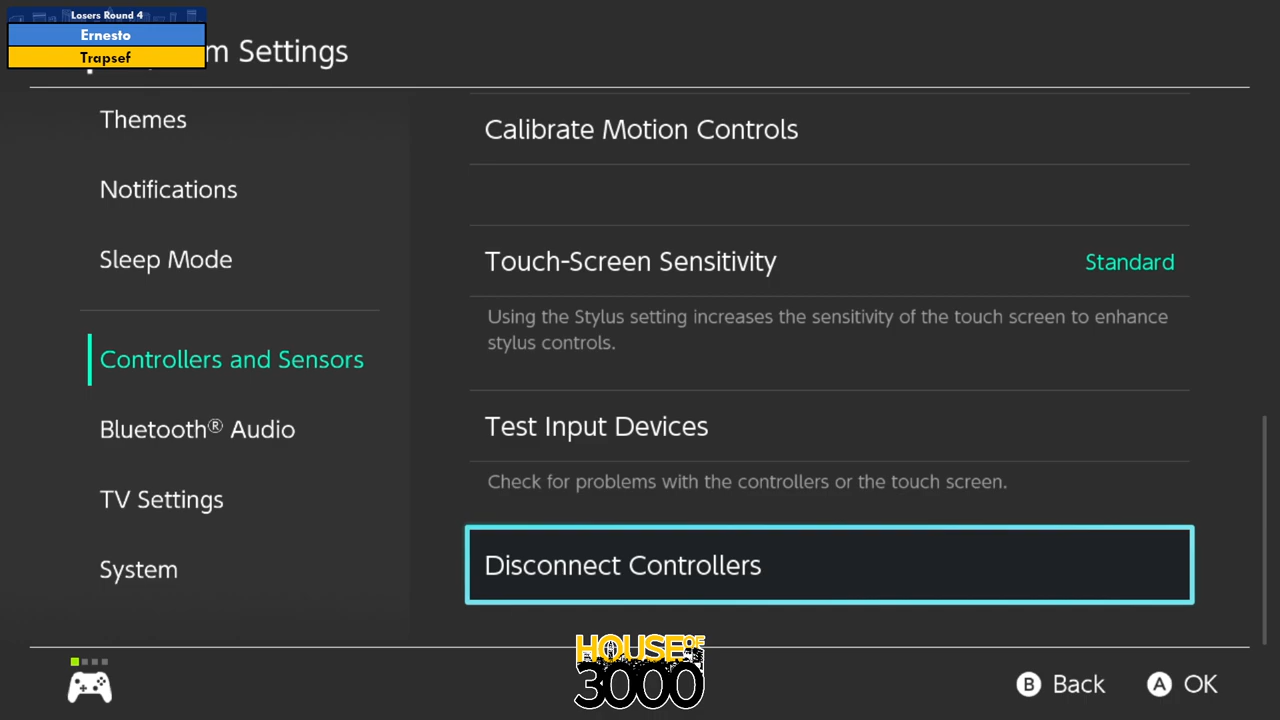 Losers Round 4
Ernesto
Trapsef
m Settings
Themes
Notifications
Sleep Mode
Controllers and Sensors
Bluetooth® Audio
TV Settings
System
Calibrate Motion Controls
Touch-Screen Sensitivity Standard
Using the Stylus setting increases the sensitivity of the touch screen to enhance
stylus controls.
Test Input Devices
Check for problems with the controllers or the touch screen.
Disconnect Controllers
HOUSE OF
3000
B Back A OK